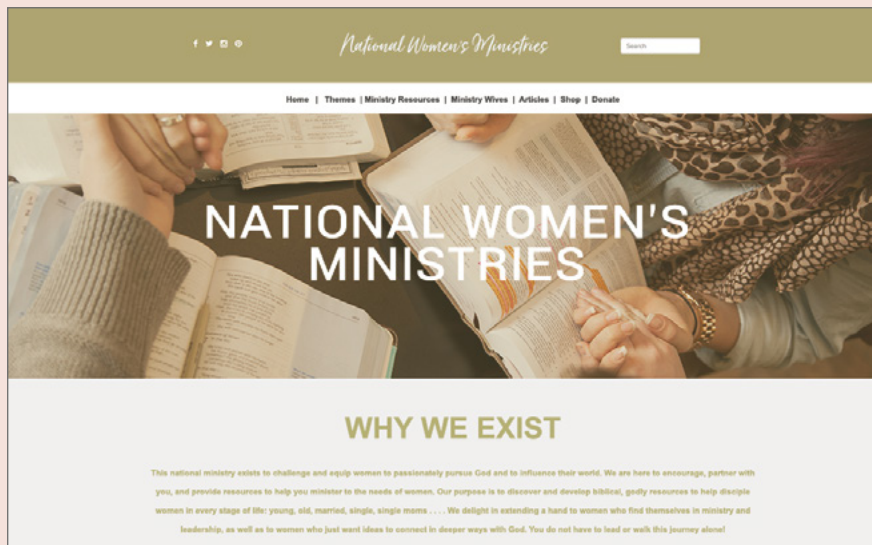 National Women's Ministries
Search
Home | Themes | Ministry Resources | Ministry Wives | Articles | Shop | Donate
NATIONAL WOMEN'S
MINISTRIES
WHY WE EXIST
This national ministry exists to challenge and equip women to passionately pursue God and to influence their world. We are here to encourage, partner with
you, and provide resources to help you minister to the needs of women. Our purpose is to discover and develop biblical, godly resources to help disciple
women in every stage of life: young, old, married, single, single moms . . . . We delight in extending a hand to women who find themselves in ministry and
leadership, as well as to women who just want ideas to connect in deeper ways with God. You do not have to lead or walk this journey alone!